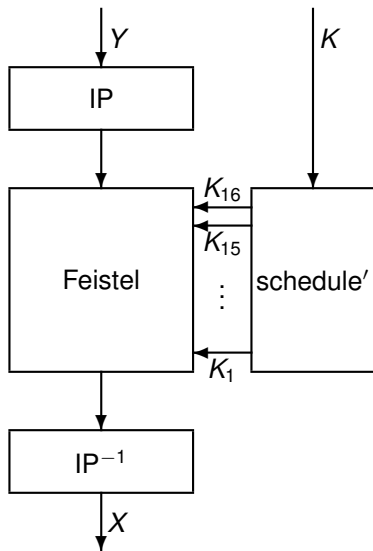 Y K
IP
K16
K15
Feistel ⋮ schedule′
K1
IP−1
X